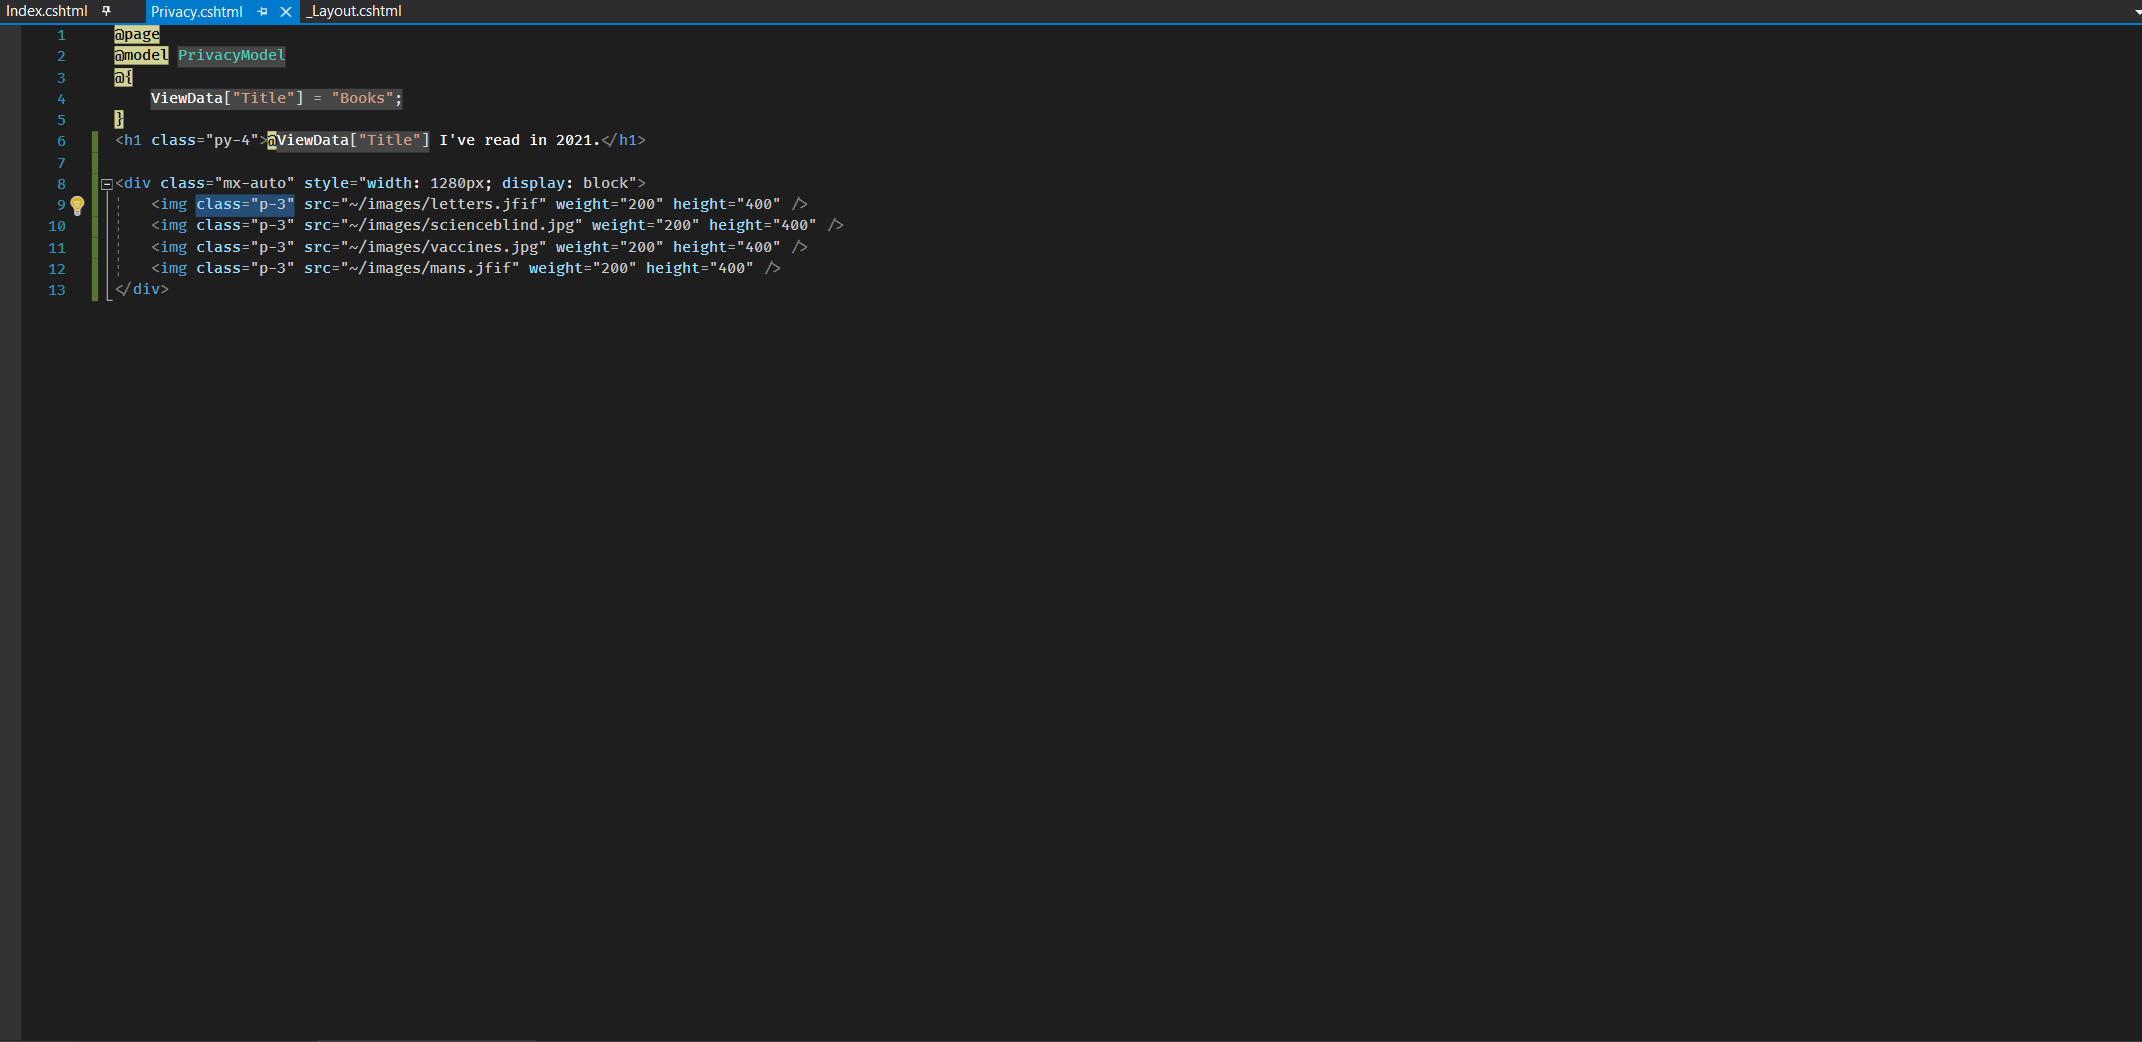 Index.cshtml Privacy.cshtml _Layout.cshtml
1 @page
2 @model PrivacyModel
3 @{
4 ViewData["Title"] = "Books";
5 }
6 <h1 class="py-4">@ViewData["Title"] I've read in 2021.</h1>
7
8 <div class="mx-auto" style="width: 1280px; display: block">
9 <img class="p-3" src="~/images/letters.jfif" weight="200" height="400" />
10 <img class="p-3" src="~/images/scienceblind.jpg" weight="200" height="400" />
11 <img class="p-3" src="~/images/vaccines.jpg" weight="200" height="400" />
12 <img class="p-3" src="~/images/mans.jfif" weight="200" height="400" />
13 </div>